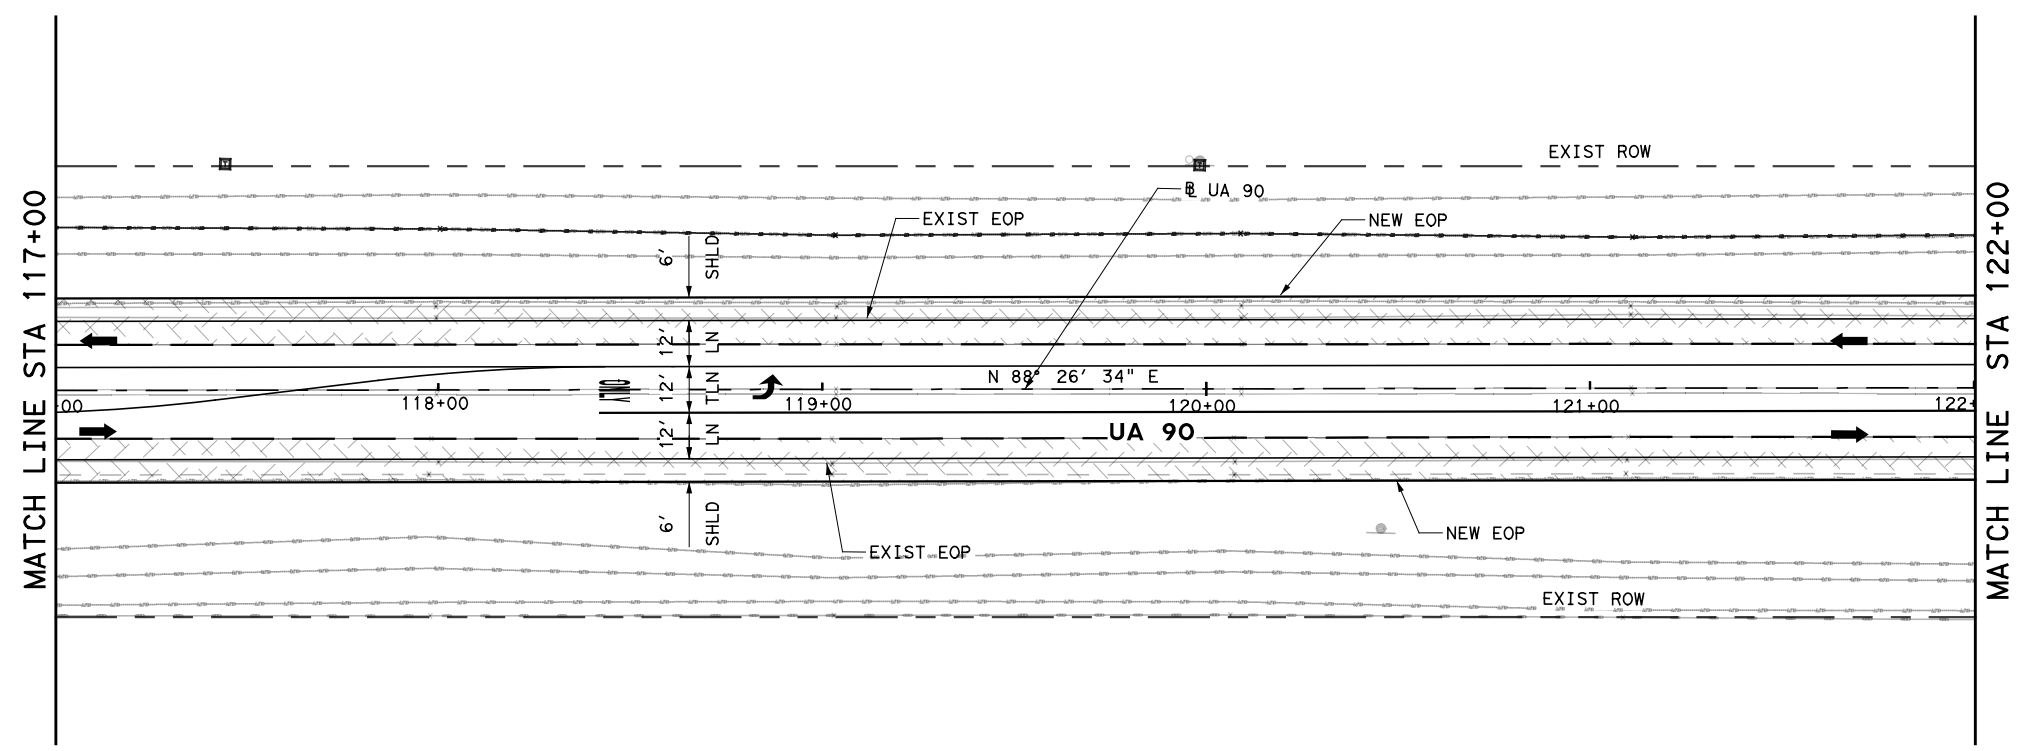 MATCH LINE STA 117+00
EXIST ROW
B UA 90
EXIST EOP
NEW EOP
6' SHLD
12' LN
12' TLN
12' LN
6' SHLD
ONLY
N 88° 26' 34" E
00
118+00
119+00
120+00
121+00
122+
UA 90
EXIST EOP
NEW EOP
EXIST ROW
MATCH LINE STA 122+00